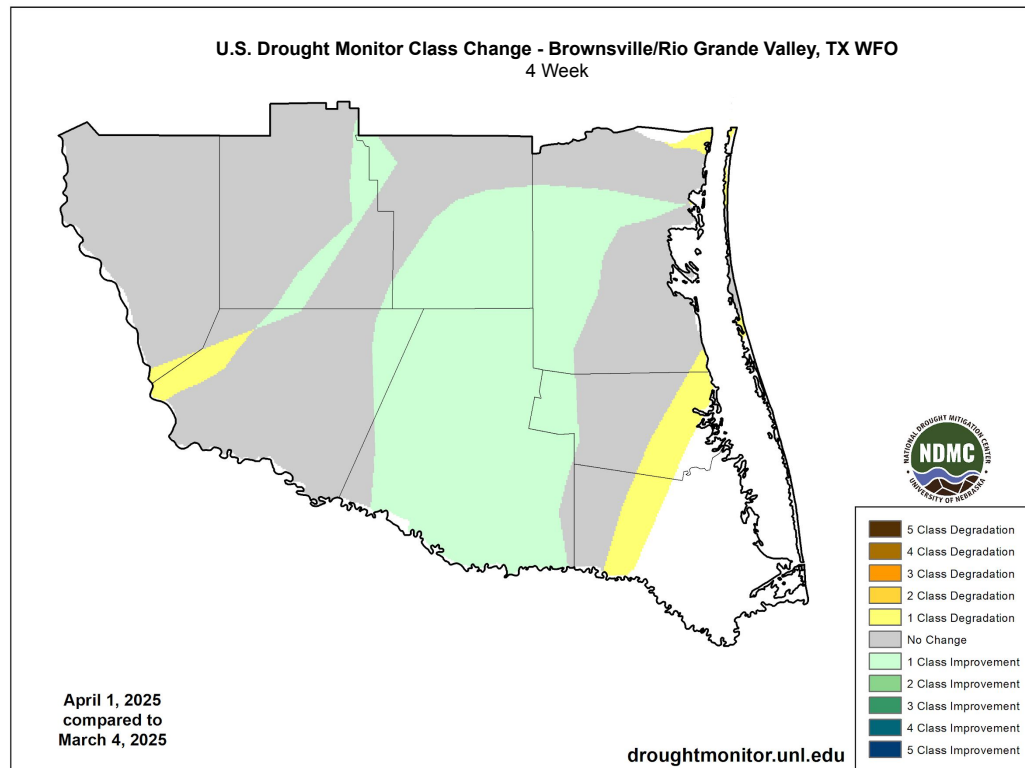 U.S. Drought Monitor Class Change - Brownsville/Rio Grande Valley, TX WFO
4 Week
NATIONAL DROUGHT MITIGATION CENTER
NDMC
UNIVERSITY OF NEBRASKA
5 Class Degradation
4 Class Degradation
3 Class Degradation
2 Class Degradation
1 Class Degradation
No Change
1 Class Improvement
2 Class Improvement
3 Class Improvement
4 Class Improvement
5 Class Improvement
April 1, 2025
compared to
March 4, 2025
droughtmonitor.unl.edu